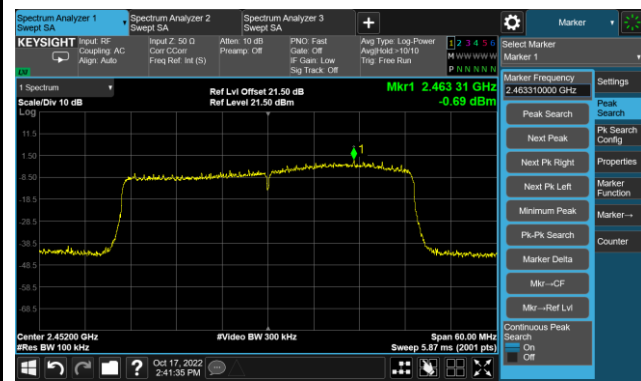 Spectrum Analyzer 1
Swept SA
Spectrum Analyzer 2
Swept SA
Spectrum Analyzer 3
Swept SA
+
Marker
KEYSIGHT
Input: RF
Coupling: AC
Align: Auto
Input Z: 50 Ω
Corr CCorr
Freq Ref: Int (S)
Atten: 10 dB
Preamp: Off
PNO: Fast
Gate: Off
IF Gain: Low
Sig Track: Off
Avg Type: Log-Power
Avg|Hold:>10/10
Trig: Free Run
1 2 3 4 5 6
M W W W W W
P N N N N N
LXI
Select Marker
Marker 1
1 Spectrum
Scale/Div 10 dB
Log
Ref Lvl Offset 21.50 dB
Ref Level 21.50 dBm
Mkr1 2.463 31 GHz
-0.69 dBm
11.5
1.50
-8.50
-18.5
-28.5
-38.5
-48.5
-58.5
-68.5
1
Center 2.45200 GHz
#Res BW 100 kHz
#Video BW 300 kHz
Span 60.00 MHz
Sweep 5.87 ms (2001 pts)
Marker Frequency
2.463310000 GHz
Peak Search
Next Peak
Next Pk Right
Next Pk Left
Minimum Peak
Pk-Pk Search
Marker Delta
Mkr→CF
Mkr→Ref Lvl
Continuous Peak
Search
On
Off
Settings
Peak
Search
Pk Search
Config
Properties
Marker
Function
Marker→
Counter
?
Oct 17, 2022
2:41:35 PM